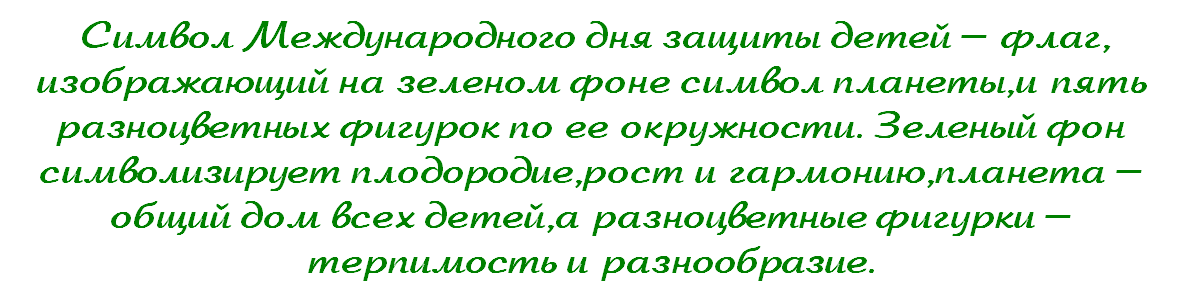 Символ Международного дня защиты детей – флаг,
изображающий на зеленом фоне символ планеты,и пять
разноцветных фигурок по ее окружности. Зеленый фон
символизирует плодородие,рост и гармонию,планета –
общий дом всех детей,а разноцветные фигурки –
терпимость и разнообразие.